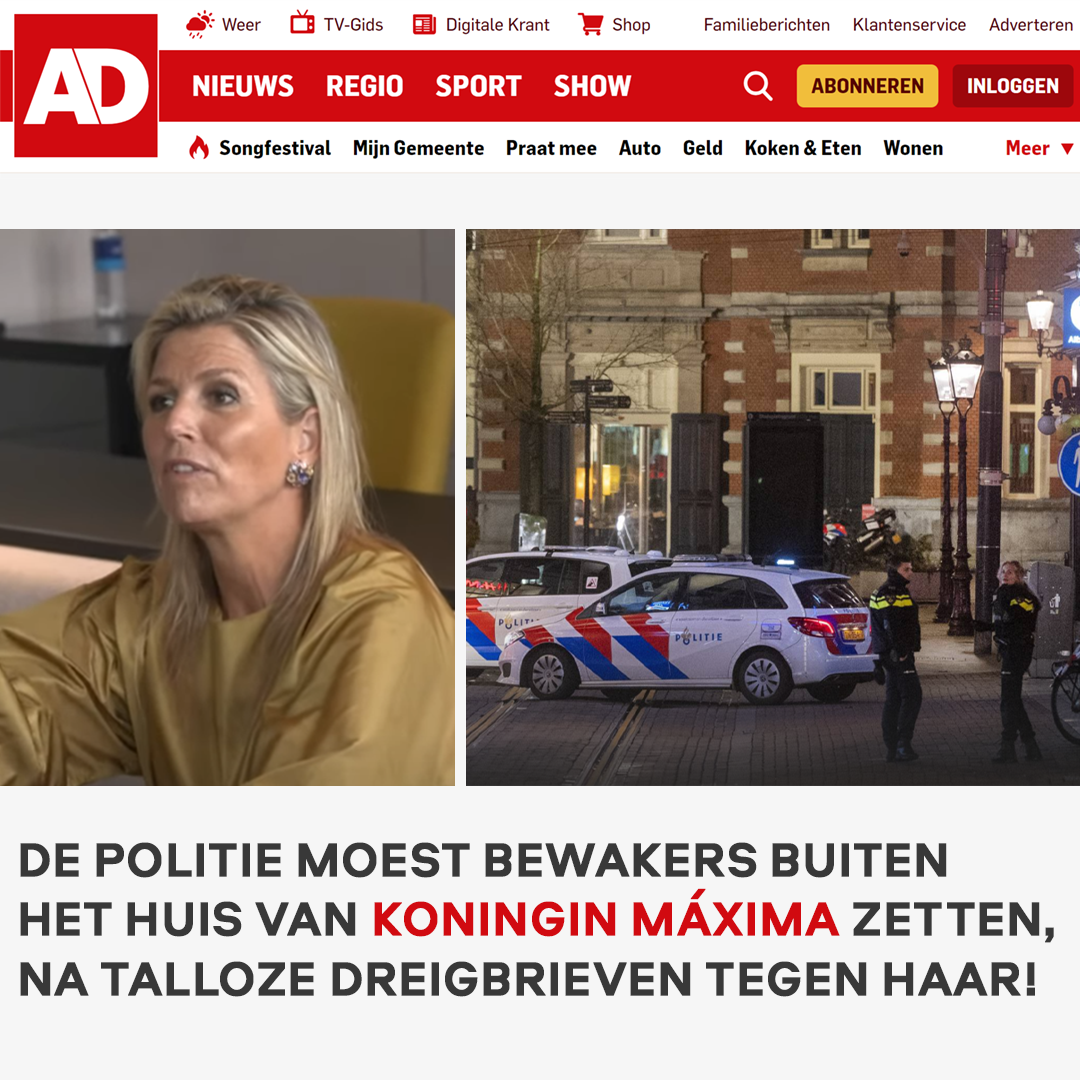 Weer TV-Gids Digitale Krant Shop Familieberichten Klantenservice Adverteren
AD NIEUWS REGIO SPORT SHOW ABONNEREN INLOGGEN
Songfestival Mijn Gemeente Praat mee Auto Geld Koken & Eten Wonen Meer
POLITIE
DE POLITIE MOEST BEWAKERS BUITEN
HET HUIS VAN KONINGIN MÁXIMA ZETTEN,
NA TALLOZE DREIGBRIEVEN TEGEN HAAR!